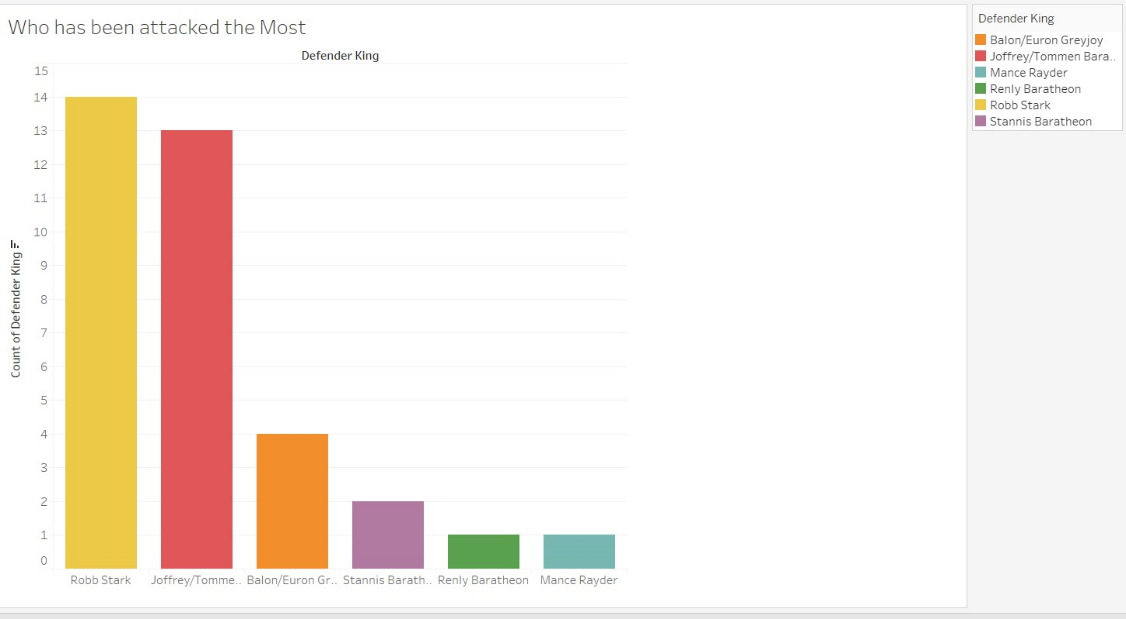 Who has been attacked the Most
Defender King
15
14
13
12
11
10
9
8
7
6
5
4
3
2
1
0
Count of Defender King
Robb Stark
Joffrey/Tomme..
Balon/Euron Gr..
Stannis Barath..
Renly Baratheon
Mance Rayder
Defender King
Balon/Euron Greyjoy
Joffrey/Tommen Bara..
Mance Rayder
Renly Baratheon
Robb Stark
Stannis Baratheon